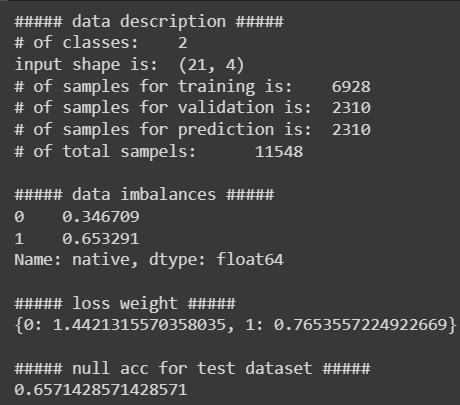 ##### data description #####
# of classes:    2
input shape is:  (21, 4)
# of samples for training is:    6928
# of samples for validation is:  2310
# of samples for prediction is:  2310
# of total sampels:      11548
##### data imbalances #####
0    0.346709
1    0.653291
Name: native, dtype: float64
##### loss weight #####
{0: 1.4421315570358035, 1: 0.7653557224922669}
##### null acc for test dataset #####
0.6571428571428571